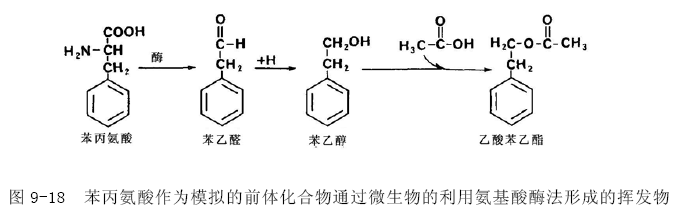 COOH
H₂N-CH
CH₂
苯丙氨酸
酶
O
C-H
CH₂
苯乙醛
+H
CH₂OH
CH₂
苯乙醇
O
H₃C-C-OH
O
H₂C-O-C-CH₃
CH₂
乙酸苯乙酯
图 9-18 苯丙氨酸作为模拟的前体化合物通过微生物的利用氨基酸酶法形成的挥发物